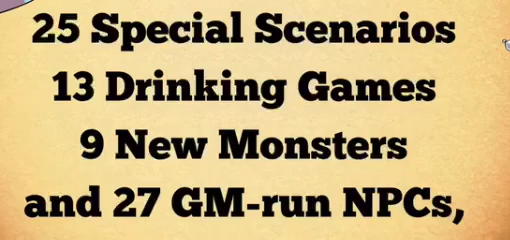 25 Special Scenarios
13 Drinking Games
9 New Monsters
and 27 GM-run NPCs,